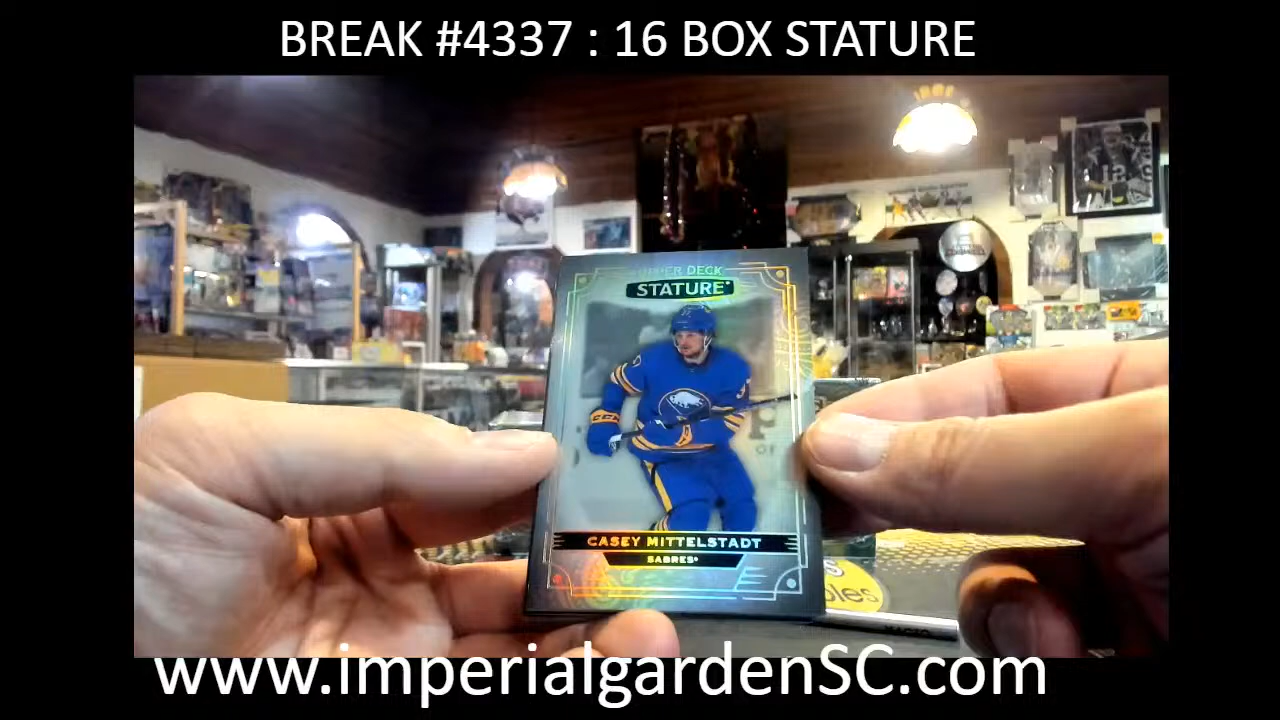 BREAK #4337 : 16 BOX STATURE
UPPER DECK
STATURE
CASEY MITTELSTADT
SABRES
www.imperialgardenSC.com